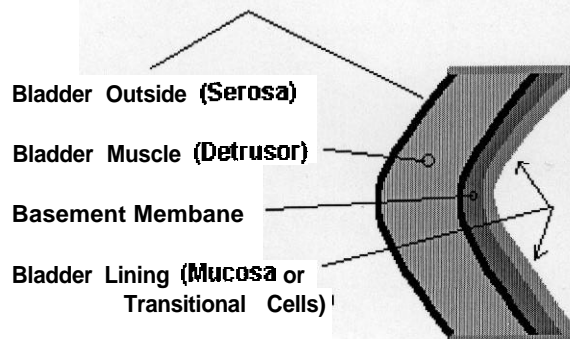 Bladder Outside (Serosa)
Bladder Muscle (Detrusor)
Basement Membane
Bladder Lining (Mucosa or
Transitional Cells)